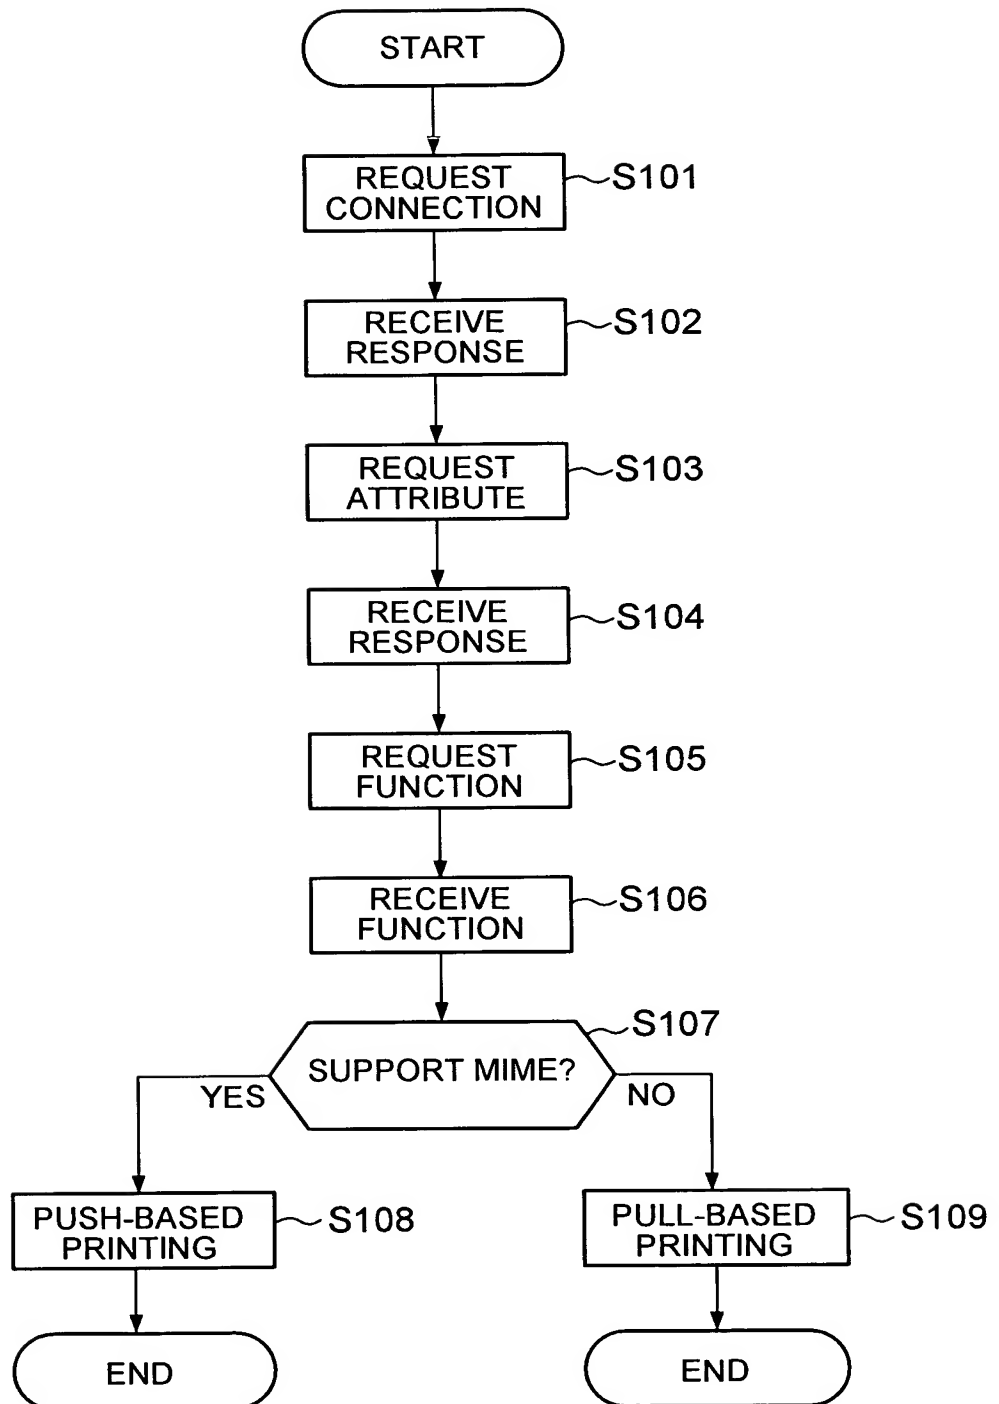 START
REQUEST
CONNECTION
S101
RECEIVE
RESPONSE
S102
REQUEST
ATTRIBUTE
S103
RECEIVE
RESPONSE
S104
REQUEST
FUNCTION
S105
RECEIVE
FUNCTION
S106
SUPPORT MIME?
S107
YES
NO
PUSH-BASED
PRINTING
S108
PULL-BASED
PRINTING
S109
END
END